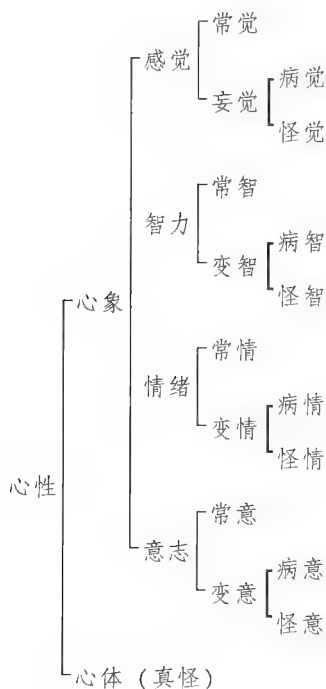 常觉
感觉
病觉
妄觉
怪觉
常智
智力
病智
变智
怪智
心象
常情
情绪
病情
变情
怪情
心性
常意
意志
病意
变意
怪意
心体（真怪）